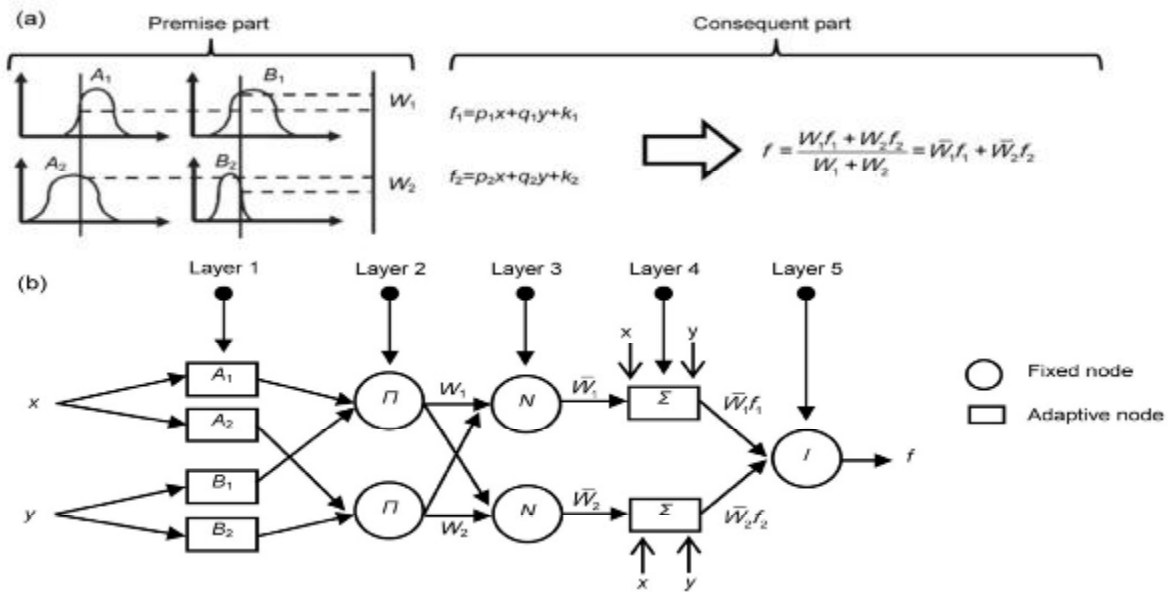 (a)
Premise part
Consequent part
A₁
B₁
W₁
f₁=p₁x+q₁y+k₁
f = (W₁f₁ + W₂f₂) / (W₁ + W₂) = W̄₁f₁ + W̄₂f₂
A₂
B₂
W₂
f₂=p₂x+q₂y+k₂
(b)
Layer 1
Layer 2
Layer 3
Layer 4
Layer 5
x
y
x
A₁
A₂
Π
W₁
N
W̄₁
Σ
W̄₁f₁
Fixed node
Adaptive node
I
f
y
B₁
B₂
Π
W₂
N
W̄₂
Σ
W̄₂f₂
x
y